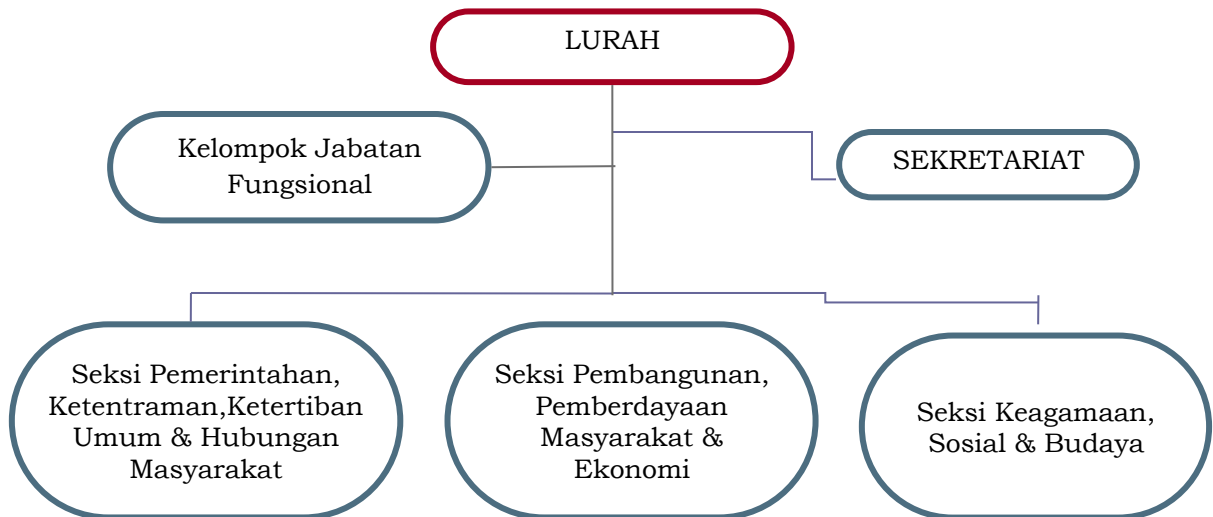 LURAH
Kelompok Jabatan
Fungsional
SEKRETARIAT
Seksi Pemerintahan,
Ketentraman,Ketertiban
Umum & Hubungan
Masyarakat
Seksi Pembangunan,
Pemberdayaan
Masyarakat &
Ekonomi
Seksi Keagamaan,
Sosial & Budaya